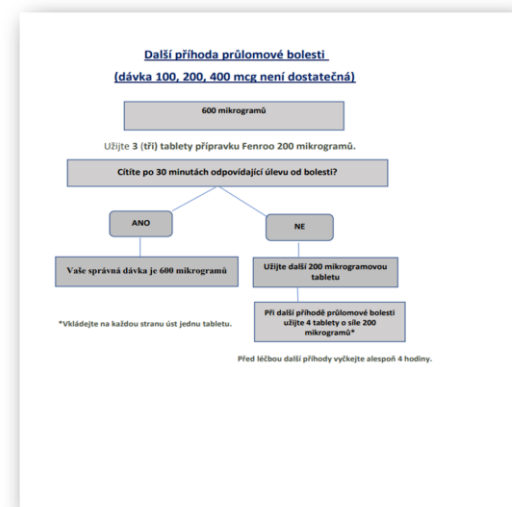 Další příhoda průlomové bolesti
(dávka 100, 200, 400 mcg není dostatečná)
600 mikrogramů
Užijte 3 (tři) tablety přípravku Fenroo 200 mikrogramů.
Cítíte po 30 minutách odpovídající úlevu od bolesti?
ANO
NE
Vaše správná dávka je 600 mikrogramů
Užijte další 200 mikrogramovou
tabletu
*Vkládejte na každou stranu úst jednu tabletu.
Při další příhodě průlomové bolesti
užijte 4 tablety o síle 200
mikrogramů*
Před léčbou další příhody vyčkejte alespoň 4 hodiny.